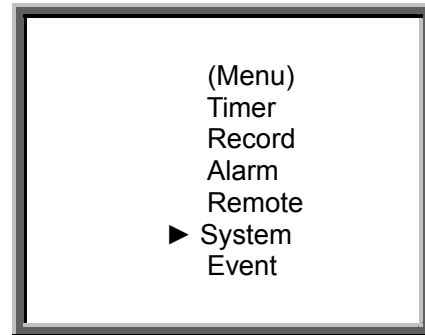 (Menu)
Timer
Record
Alarm
Remote
► System
Event